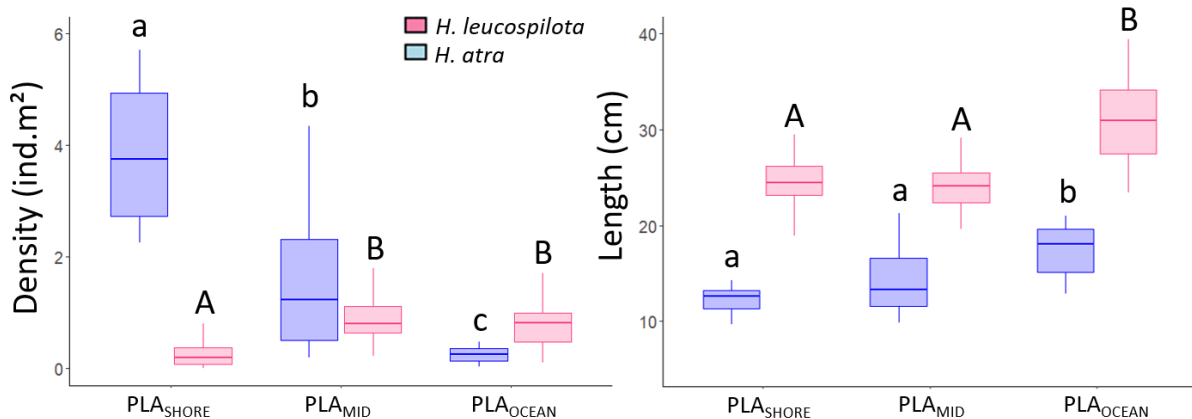 Density (ind.m²)
6
4
2
0
a
A
b
B
c
B
H. leucospilota
H. atra
PLASHORE
PLAMID
PLAOCEAN
Length (cm)
40
30
20
10
a
A
a
A
b
B
PLASHORE
PLAMID
PLAOCEAN